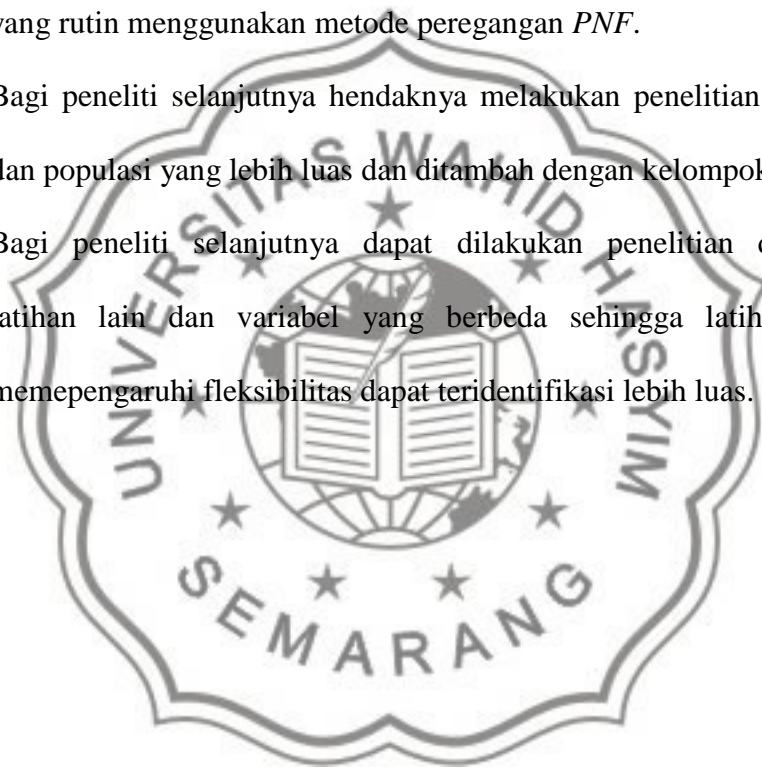 yang rutin menggunakan metode peregangan PNF.
Bagi peneliti selanjutnya hendaknya melakukan penelitian
dan populasi yang lebih luas dan ditambah dengan kelompok
Bagi peneliti selanjutnya dapat dilakukan penelitian
latihan lain dan variabel yang berbeda sehingga
memepengaruhi fleksibilitas dapat teridentifikasi lebih luas.
UNIVERSITAS WAHID HASYIM
SEMARANG